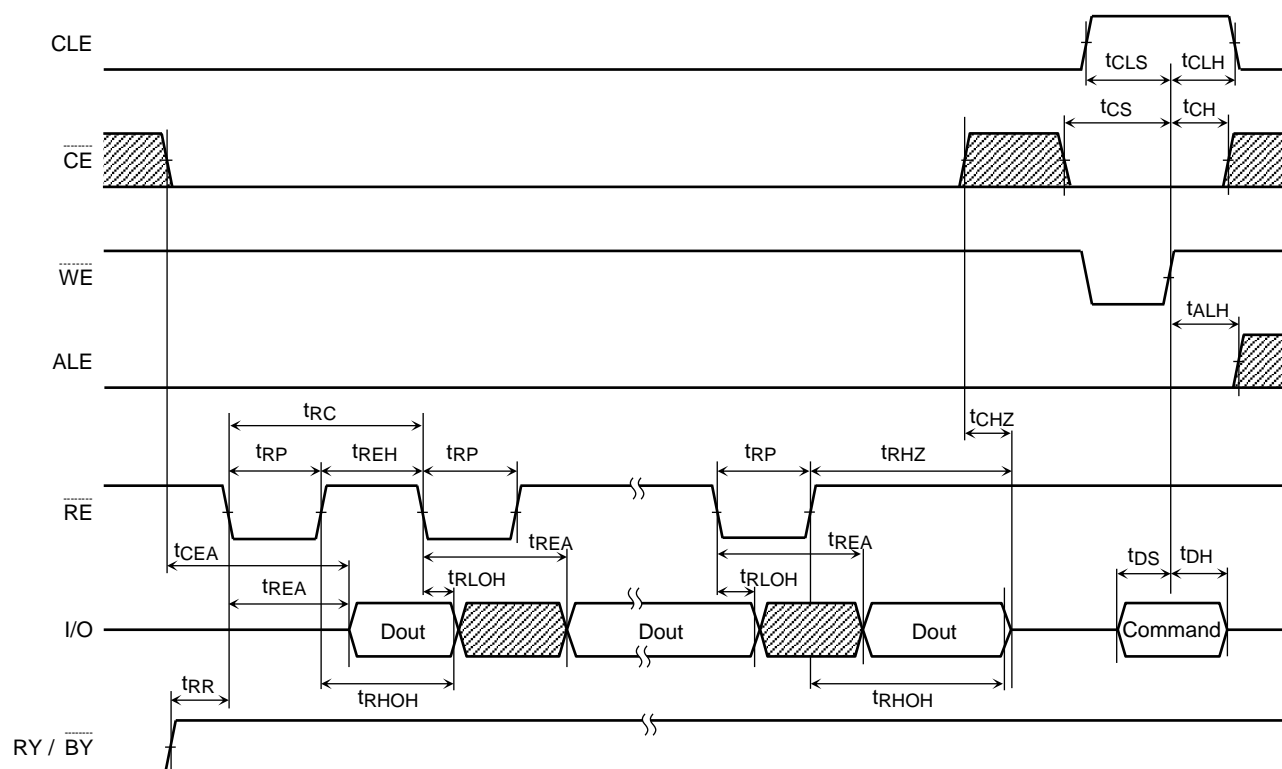 CLE
tCLS tCLH
tCS tCH
CE
WE
tALH
ALE
tRC
tCHZ
tRP tREH tRP tRP tRHZ
RE
tCEA tREA tREA tDS tDH
tREA tRLOH tRLOH
I/O Dout Dout Dout Command
tRR tRHOH tRHOH
RY / BY